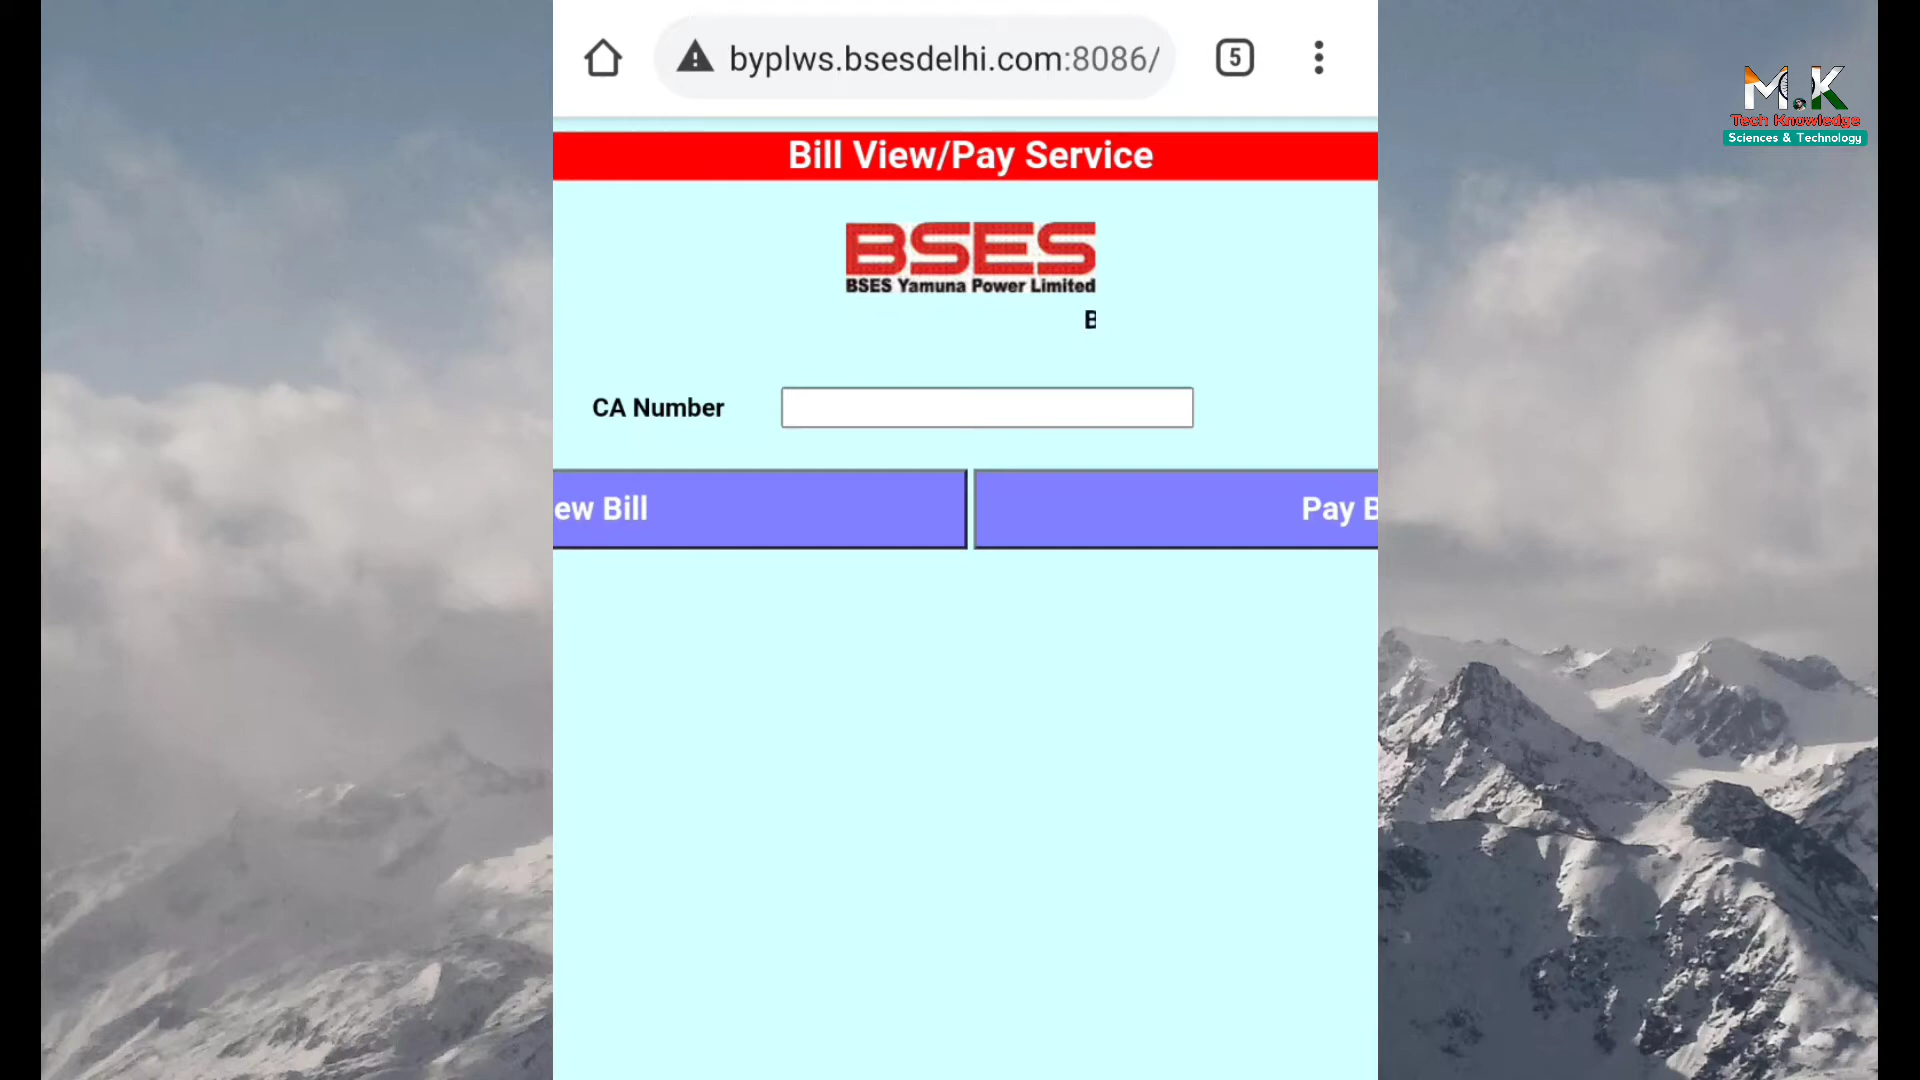 byplws.bsesdelhi.com:8086/
5
M.K
Tech Knowledge
Sciences & Technology
Bill View/Pay Service
BSES
BSES Yamuna Power Limited
B
CA Number
ew Bill
Pay B